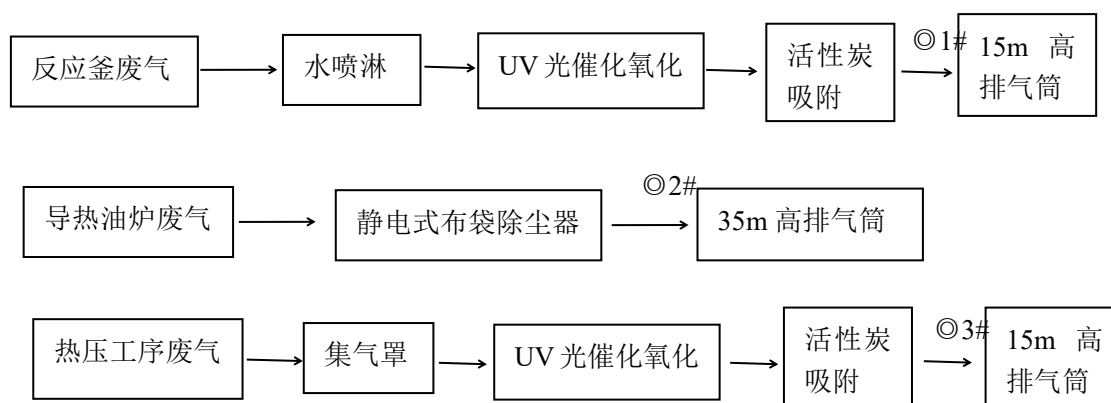 反应釜废气
水喷淋
UV 光催化氧化
活性炭
吸附
◎1#
15m 高
排气筒
导热油炉废气
静电式布袋除尘器
◎2#
35m 高排气筒
热压工序废气
集气罩
UV 光催化氧化
活性炭
吸附
◎3#
15m 高
排气筒